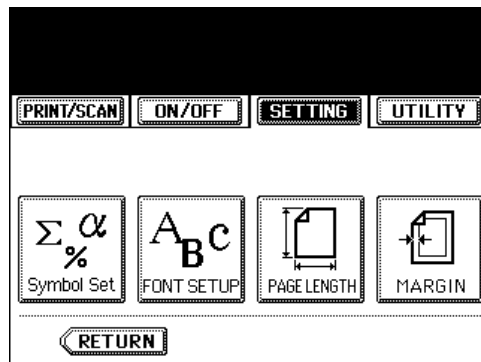 PRINT/SCAN ON/OFF SETTING UTILITY
Σ α %
A B C
Symbol Set FONT SETUP PAGE LENGTH MARGIN
RETURN